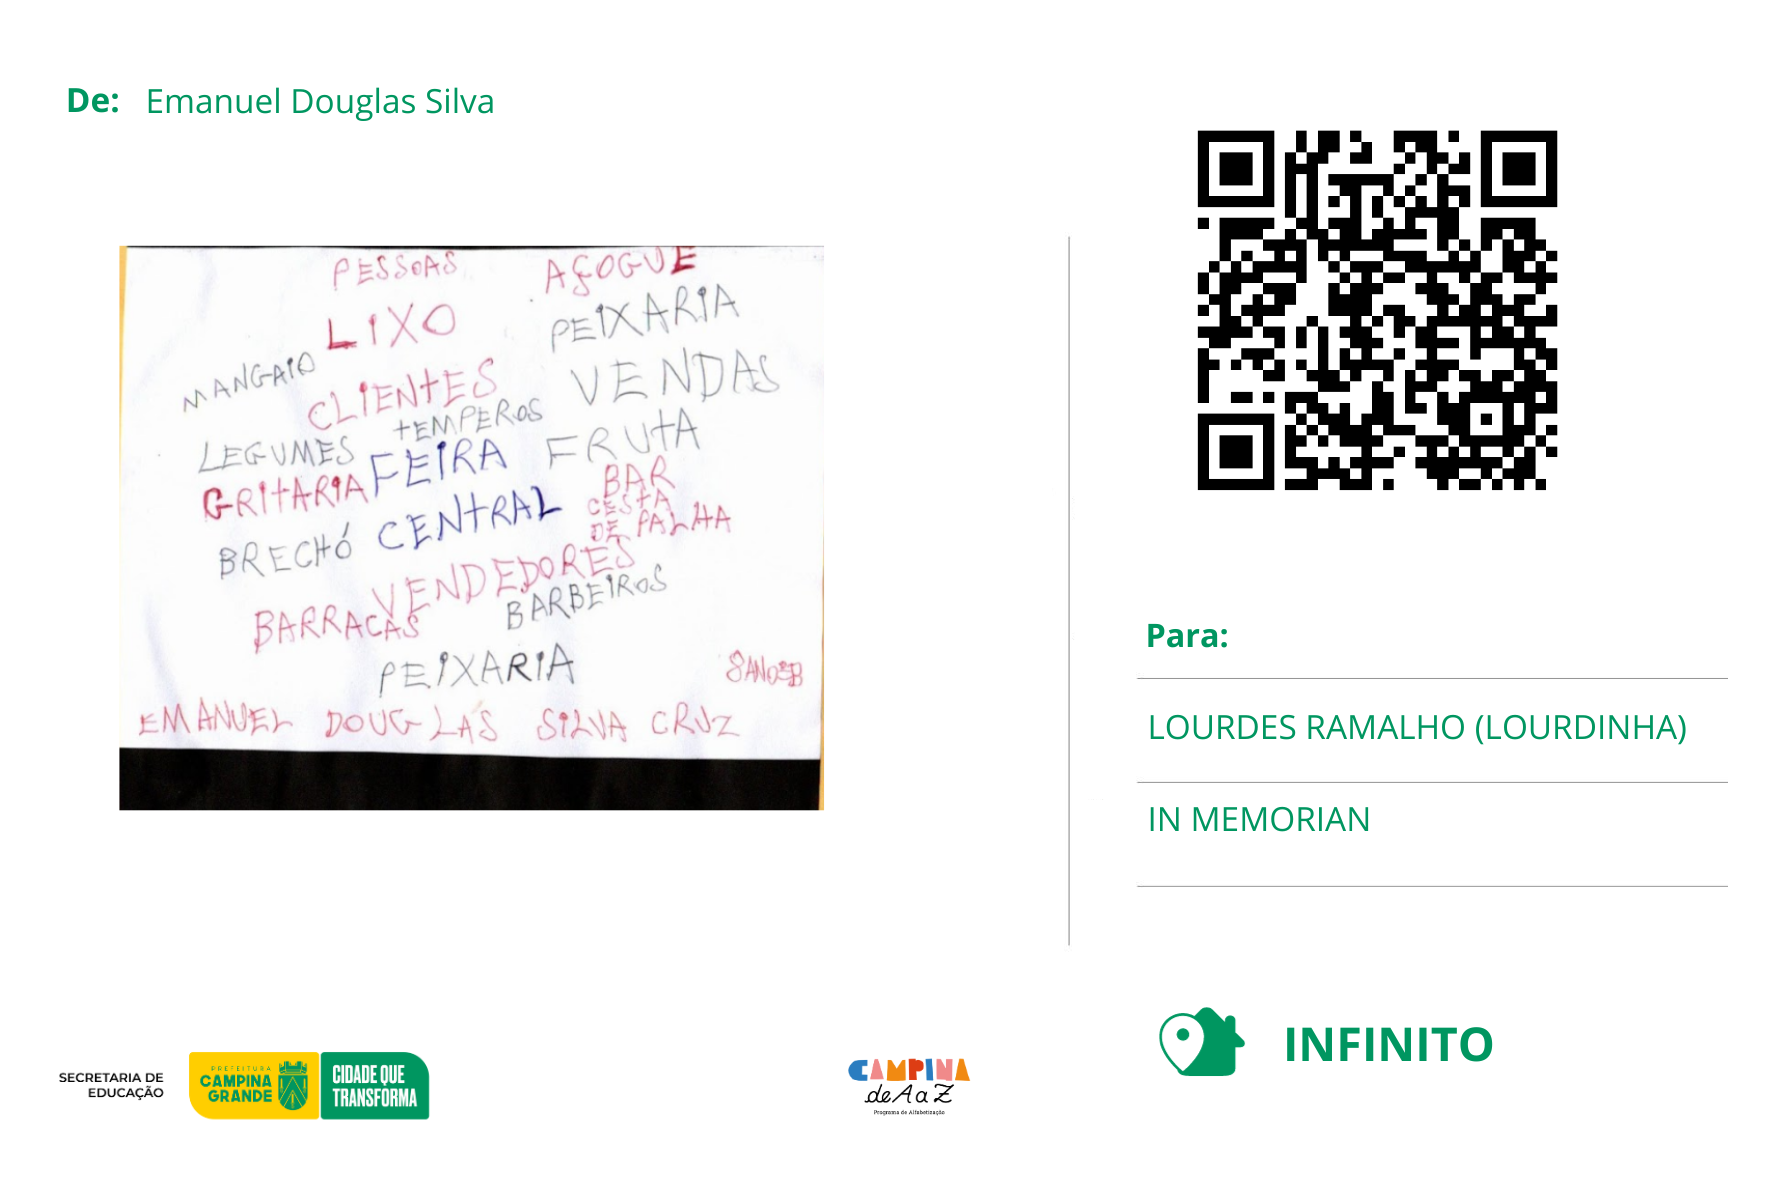 De: Emanuel Douglas Silva
PESSOAS
AÇOGUE
LIXO
PEIXARIA
MANGAIO
CLIENTES
VENDAS
TEMPEROS
LEGUMES
FEIRA
FRUTA
GRITARIA
BAR
CESTA
DE PALHA
CENTRAL
BRECHÓ
VENDEDORES
BARBEIROS
BARRACAS
PEIXARIA
8ANOS B
EMANUEL DOUGLAS SILVA CRUZ
Para:
LOURDES RAMALHO (LOURDINHA)
IN MEMORIAN
INFINITO
SECRETARIA DE
EDUCAÇÃO
PREFEITURA
CAMPINA
GRANDE
CIDADE QUE
TRANSFORMA
CAMPINA
de A a Z
Programa de Alfabetização